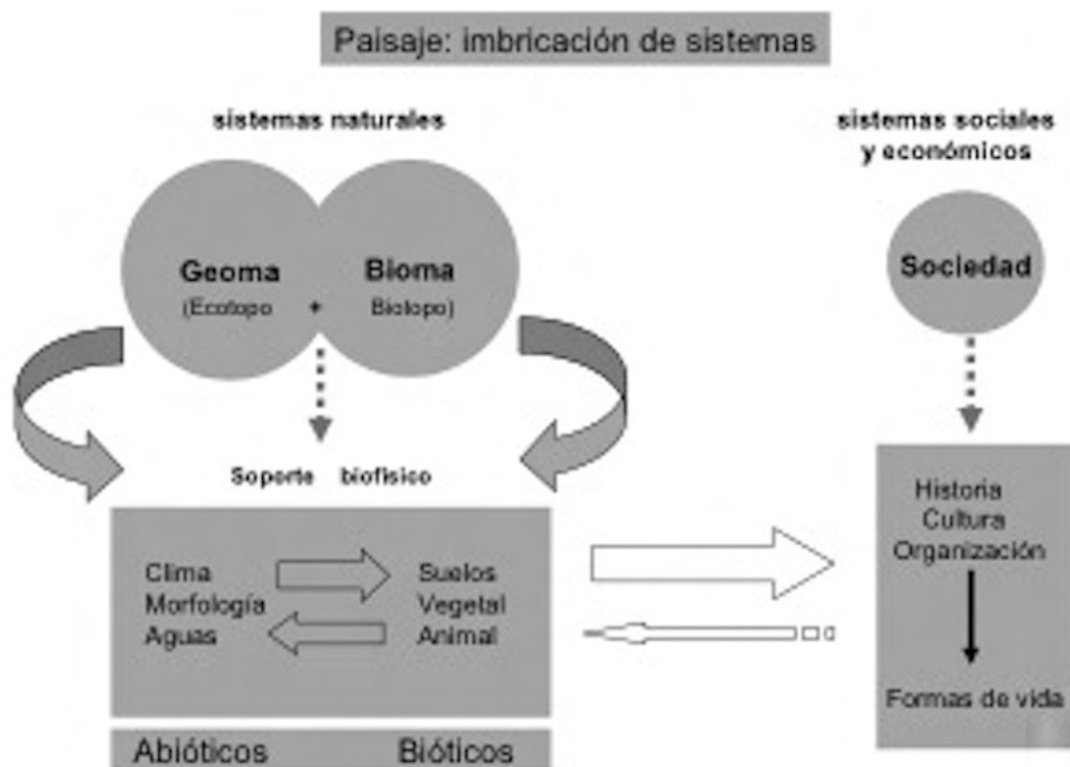 Paisaje: imbricación de sistemas
sistemas naturales
sistemas sociales
y económicos
Geoma
(Ecotopo
+
Bioma
Biotopo)
Sociedad
Soporte biofísico
Clima
Morfología
Aguas
Suelos
Vegetal
Animal
Abióticos
Bióticos
Historia
Cultura
Organización
Formas de vida